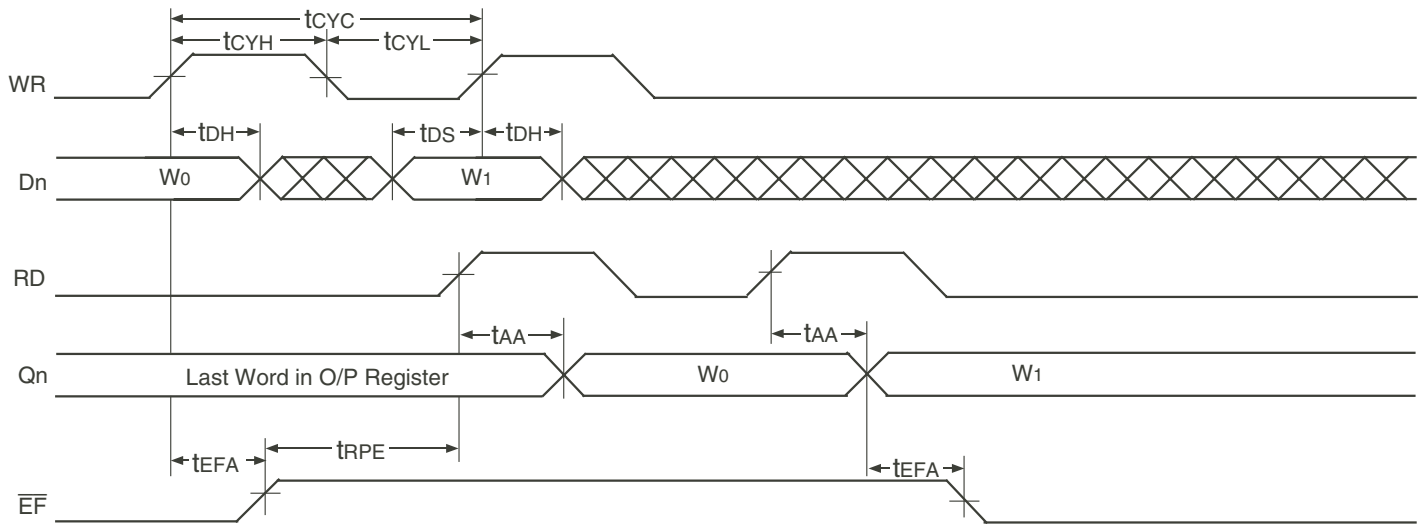 tCYC
tCYH tCYL
WR
tDH tDS tDH
Dn W0 W1
RD
tAA tAA
Qn Last Word in O/P Register W0 W1
tEFA tRPE tEFA
E̅F̅